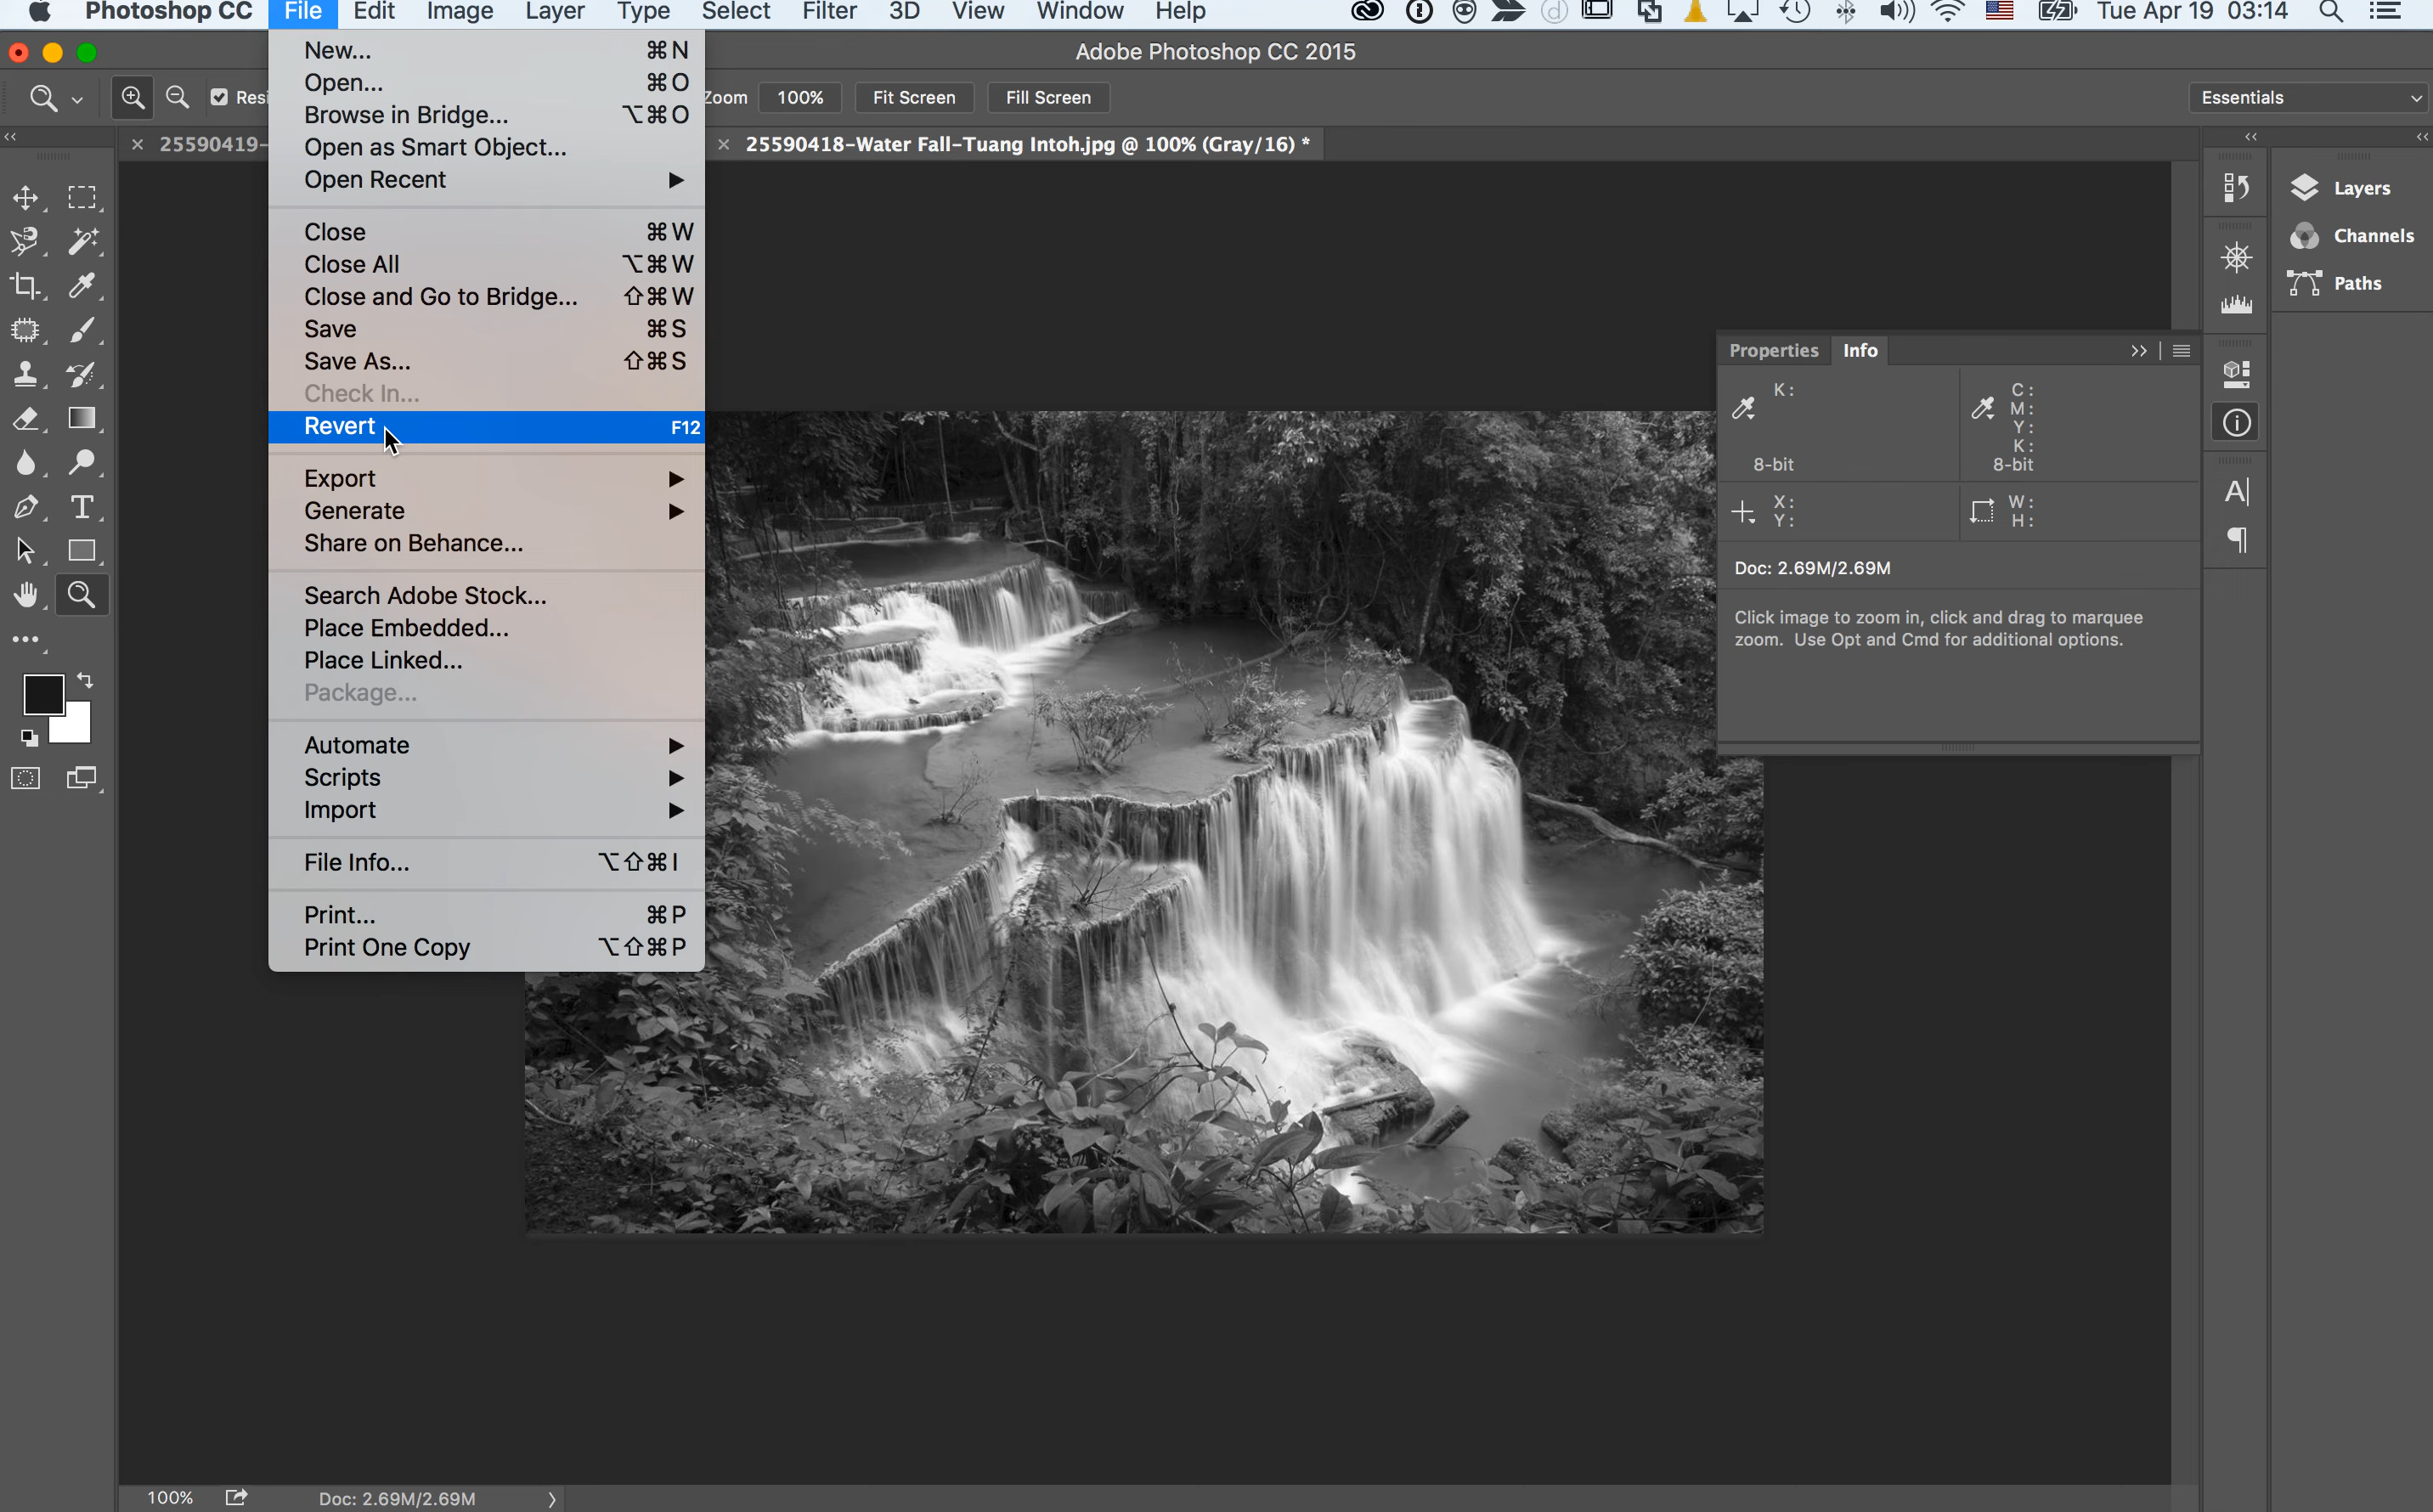 Photoshop CC File Edit Image Layer Type Select Filter 3D View Window Help Tue Apr 19 03:14
Adobe Photoshop CC 2015
Resi Zoom 100% Fit Screen Fill Screen Essentials
25590419- 25590418-Water Fall-Tuang Intoh.jpg @ 100% (Gray/16) *
New... ⌘N
Open... ⌘O
Browse in Bridge... ⌥⌘O
Open as Smart Object...
Open Recent ▶
Close ⌘W
Close All ⌥⌘W
Close and Go to Bridge... ⇧⌘W
Save ⌘S
Save As... ⇧⌘S
Check In...
Revert F12
Export ▶
Generate ▶
Share on Behance...
Search Adobe Stock...
Place Embedded...
Place Linked...
Package...
Automate ▶
Scripts ▶
Import ▶
File Info... ⌥⇧⌘I
Print... ⌘P
Print One Copy ⌥⇧⌘P
Layers
Channels
Paths
Properties Info
K: C:
M:
Y:
K:
8-bit 8-bit
X: W:
Y: H:
Doc: 2.69M/2.69M
Click image to zoom in, click and drag to marquee
zoom. Use Opt and Cmd for additional options.
100% Doc: 2.69M/2.69M